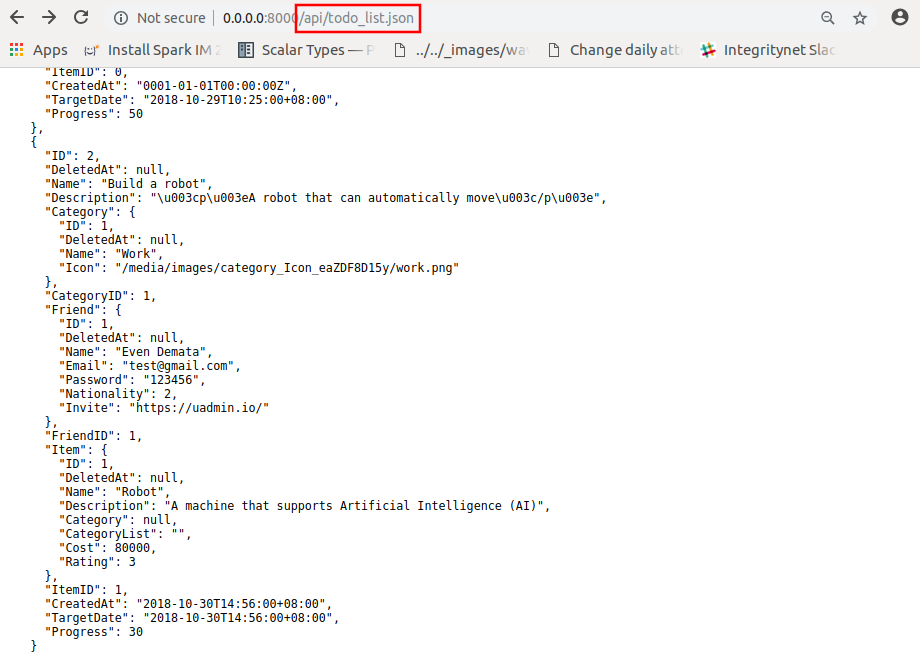 Not secure | 0.0.0.0:8000/api/todo_list.json
Apps Install Spark IM Scalar Types — ../../_images/wa Change daily att Integritynet Slac
    "ItemID": 0,
    "CreatedAt": "0001-01-01T00:00:00Z",
    "TargetDate": "2018-10-29T10:25:00+08:00",
    "Progress": 50
  },
  {
    "ID": 2,
    "DeletedAt": null,
    "Name": "Build a robot",
    "Description": "\u003cp\u003eA robot that can automatically move\u003c/p\u003e",
    "Category": {
      "ID": 1,
      "DeletedAt": null,
      "Name": "Work",
      "Icon": "/media/images/category_Icon_eaZDF8D15y/work.png"
    },
    "CategoryID": 1,
    "Friend": {
      "ID": 1,
      "DeletedAt": null,
      "Name": "Even Demata",
      "Email": "test@gmail.com",
      "Password": "123456",
      "Nationality": 2,
      "Invite": "https://uadmin.io/"
    },
    "FriendID": 1,
    "Item": {
      "ID": 1,
      "DeletedAt": null,
      "Name": "Robot",
      "Description": "A machine that supports Artificial Intelligence (AI)",
      "Category": null,
      "CategoryList": "",
      "Cost": 80000,
      "Rating": 3
    },
    "ItemID": 1,
    "CreatedAt": "2018-10-30T14:56:00+08:00",
    "TargetDate": "2018-10-30T14:56:00+08:00",
    "Progress": 30
  }